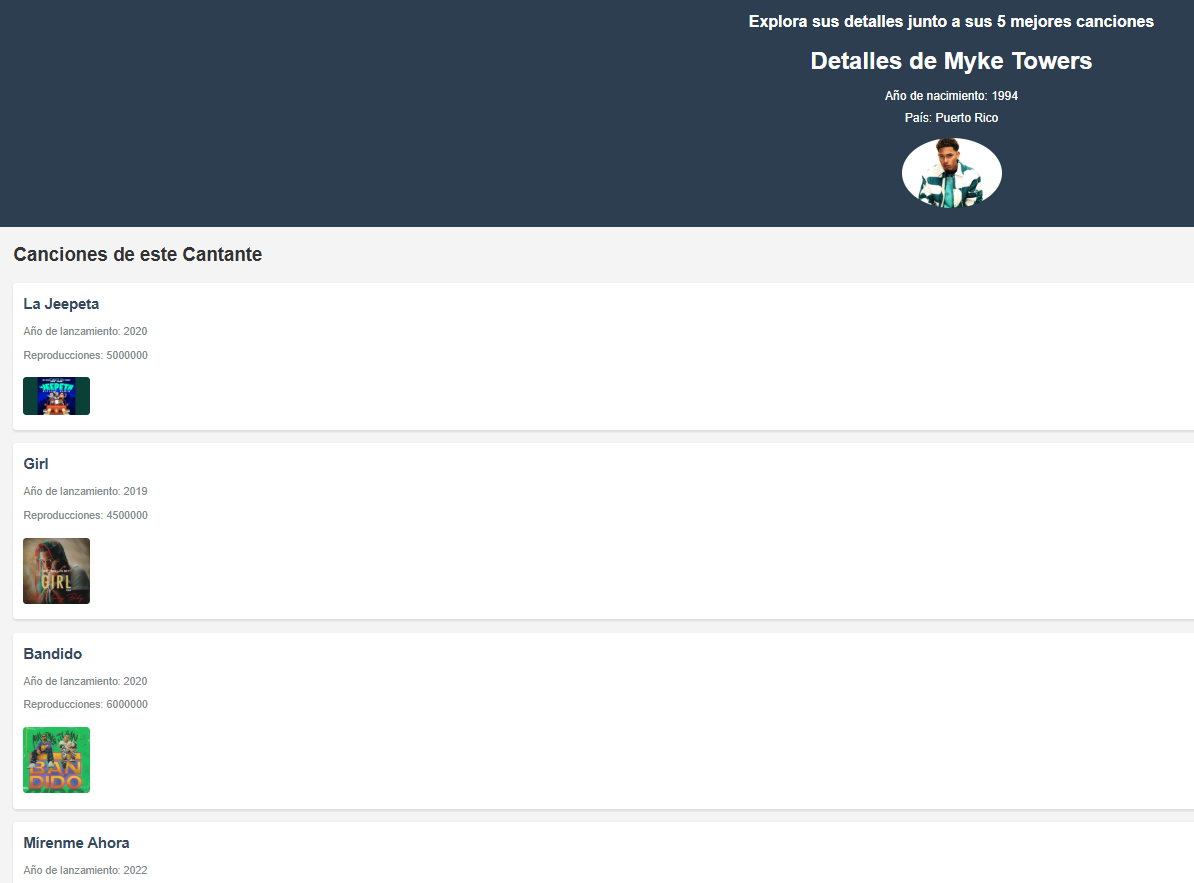 Explora sus detalles junto a sus 5 mejores canciones
Detalles de Myke Towers
Año de nacimiento: 1994
País: Puerto Rico
Canciones de este Cantante
La Jeepeta
Año de lanzamiento: 2020
Reproducciones: 5000000
JEEPETA
Girl
Año de lanzamiento: 2019
Reproducciones: 4500000
GIRL
Bandido
Año de lanzamiento: 2020
Reproducciones: 6000000
BAN
DIDO
Mírenme Ahora
Año de lanzamiento: 2022